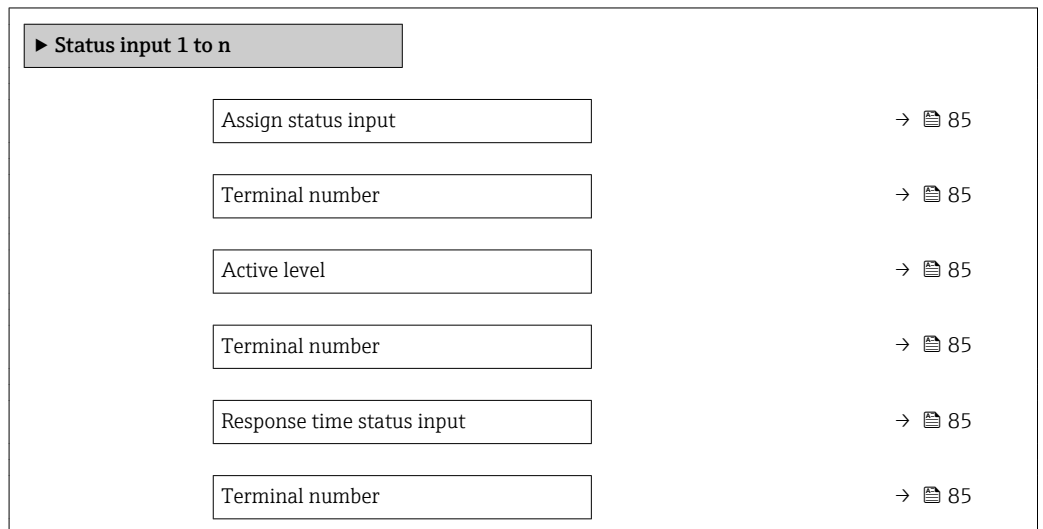 ▶ Status input 1 to n
Assign status input → 85
Terminal number → 85
Active level → 85
Terminal number → 85
Response time status input → 85
Terminal number → 85